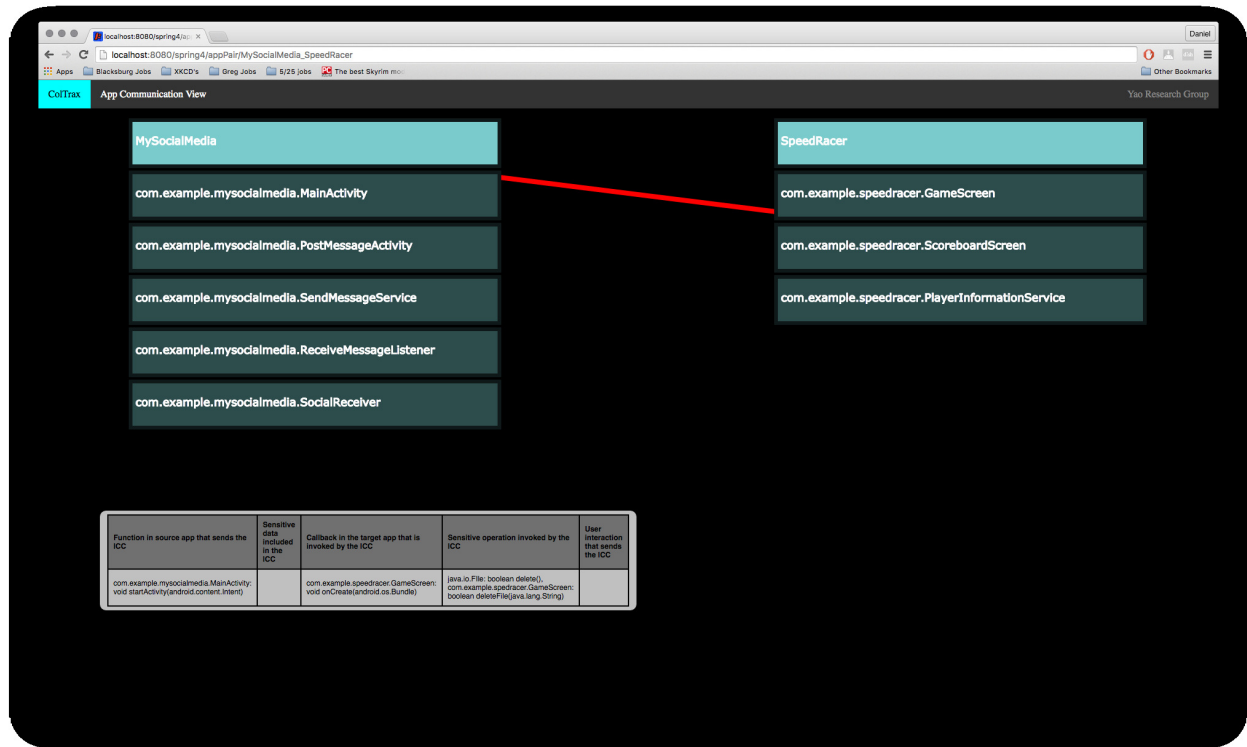 localhost:8080/spring4/ap
Daniel
localhost:8080/spring4/appPair/MySocialMedia_SpeedRacer
Apps Blacksburg Jobs XKCD's Greg Jobs 5/25 jobs The best Skyrim mo Other Bookmarks
ColTrax App Communication View Yao Research Group
MySocialMedia
com.example.mysocialmedia.MainActivity
com.example.mysocialmedia.PostMessageActivity
com.example.mysocialmedia.SendMessageService
com.example.mysocialmedia.ReceiveMessageListener
com.example.mysocialmedia.SocialReceiver
SpeedRacer
com.example.speedracer.GameScreen
com.example.speedracer.ScoreboardScreen
com.example.speedracer.PlayerInformationService
Function in source app that sends the
ICC
Sensitive
data
included
in the
ICC
Callback in the target app that is
invoked by the ICC
Sensitive operation invoked by the
ICC
User
interaction
that sends
the ICC
com.example.mysocialmedia.MainActivity:
void startActivity(android.content.Intent)
com.example.speedracer.GameScreen:
void onCreate(android.os.Bundle)
java.io.File: boolean delete(),
com.example.spedracer.GameScreen:
boolean deleteFile(java.lang.String)